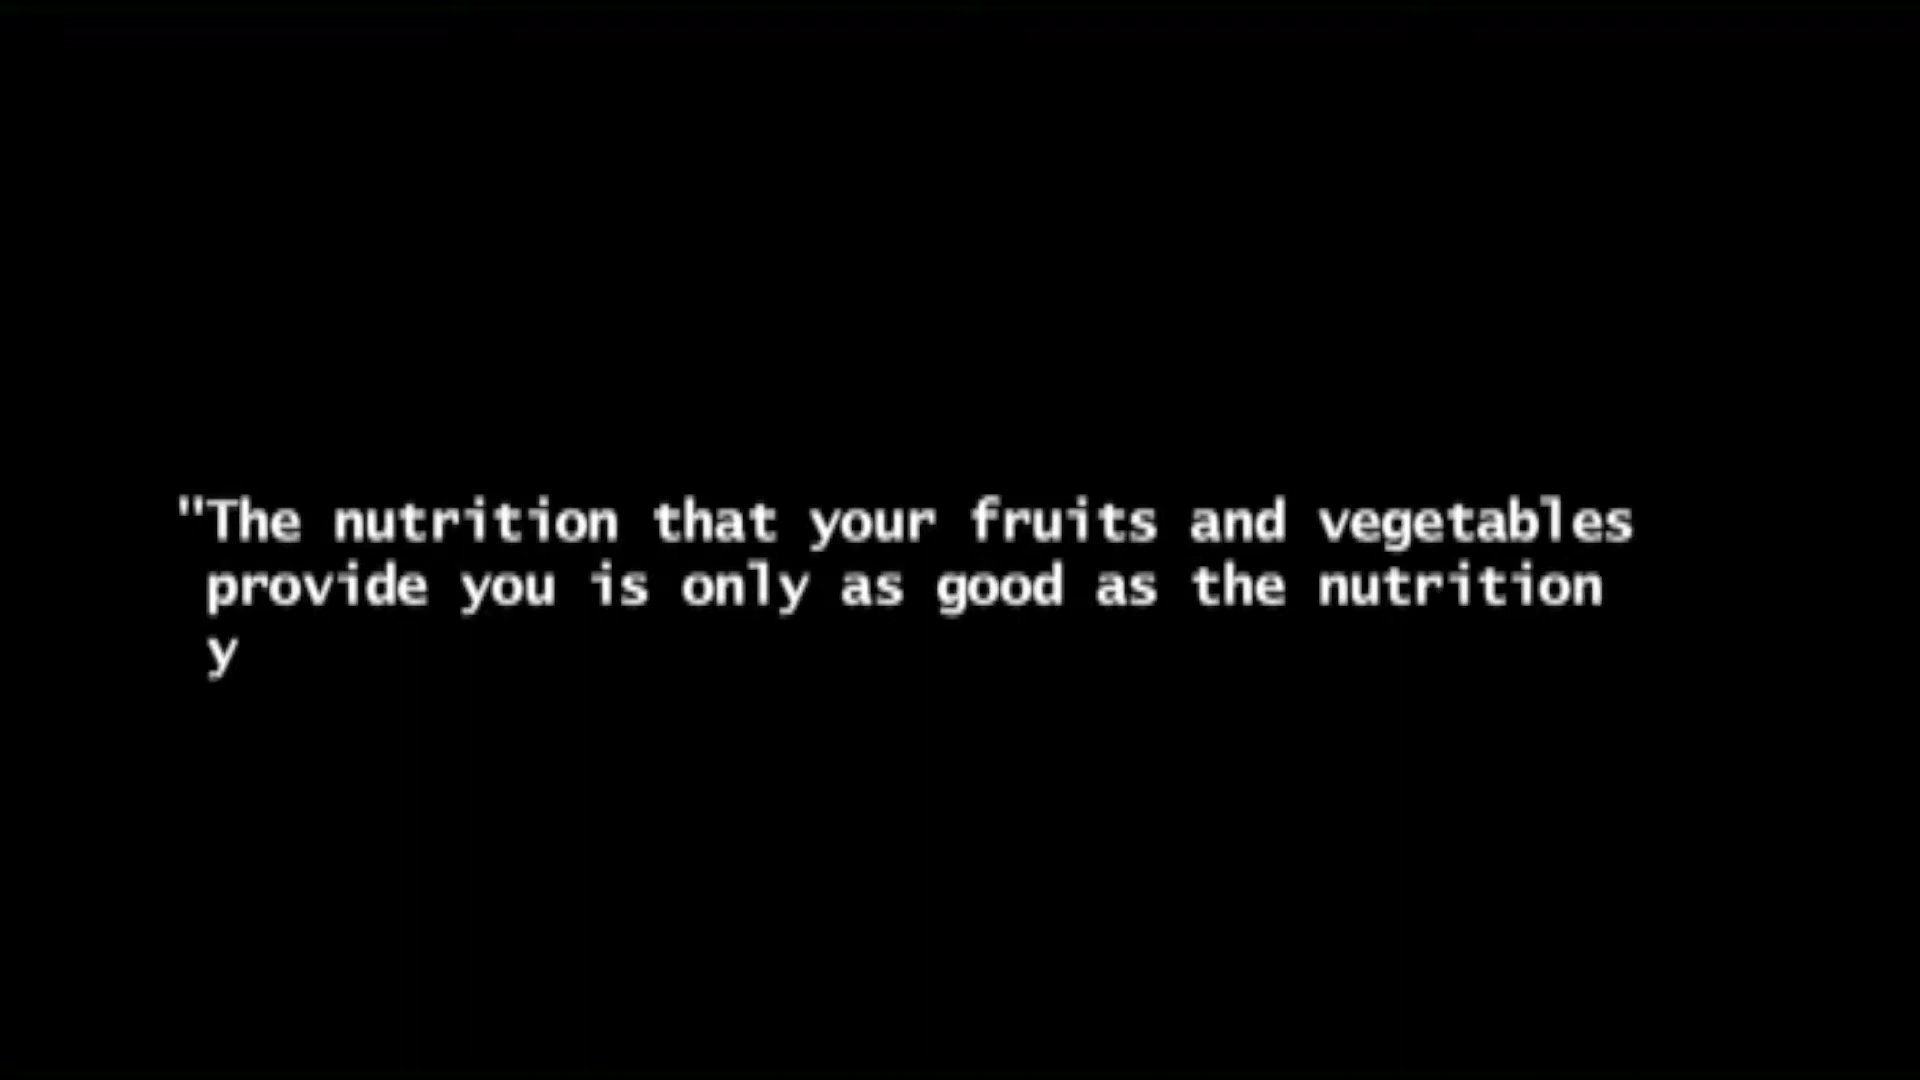 "The nutrition that your fruits and vegetables
provide you is only as good as the nutrition
y